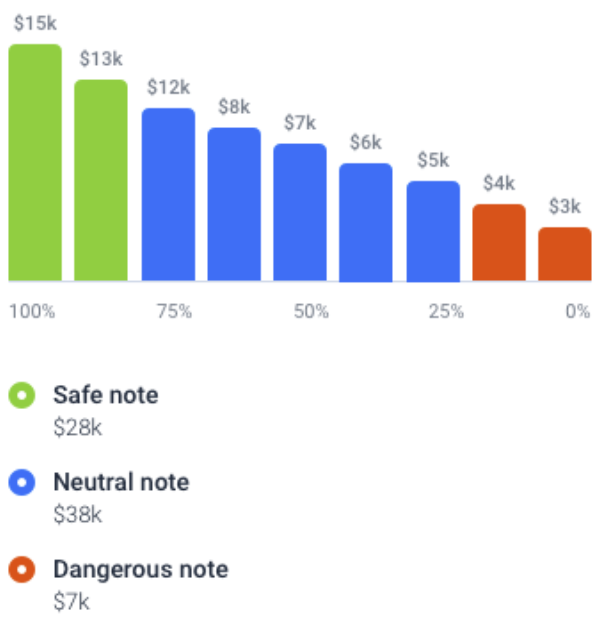 $15k
$13k
$12k
$8k
$7k
$6k
$5k
$4k
$3k
100% 75% 50% 25% 0%
Safe note
$28k
Neutral note
$38k
Dangerous note
$7k